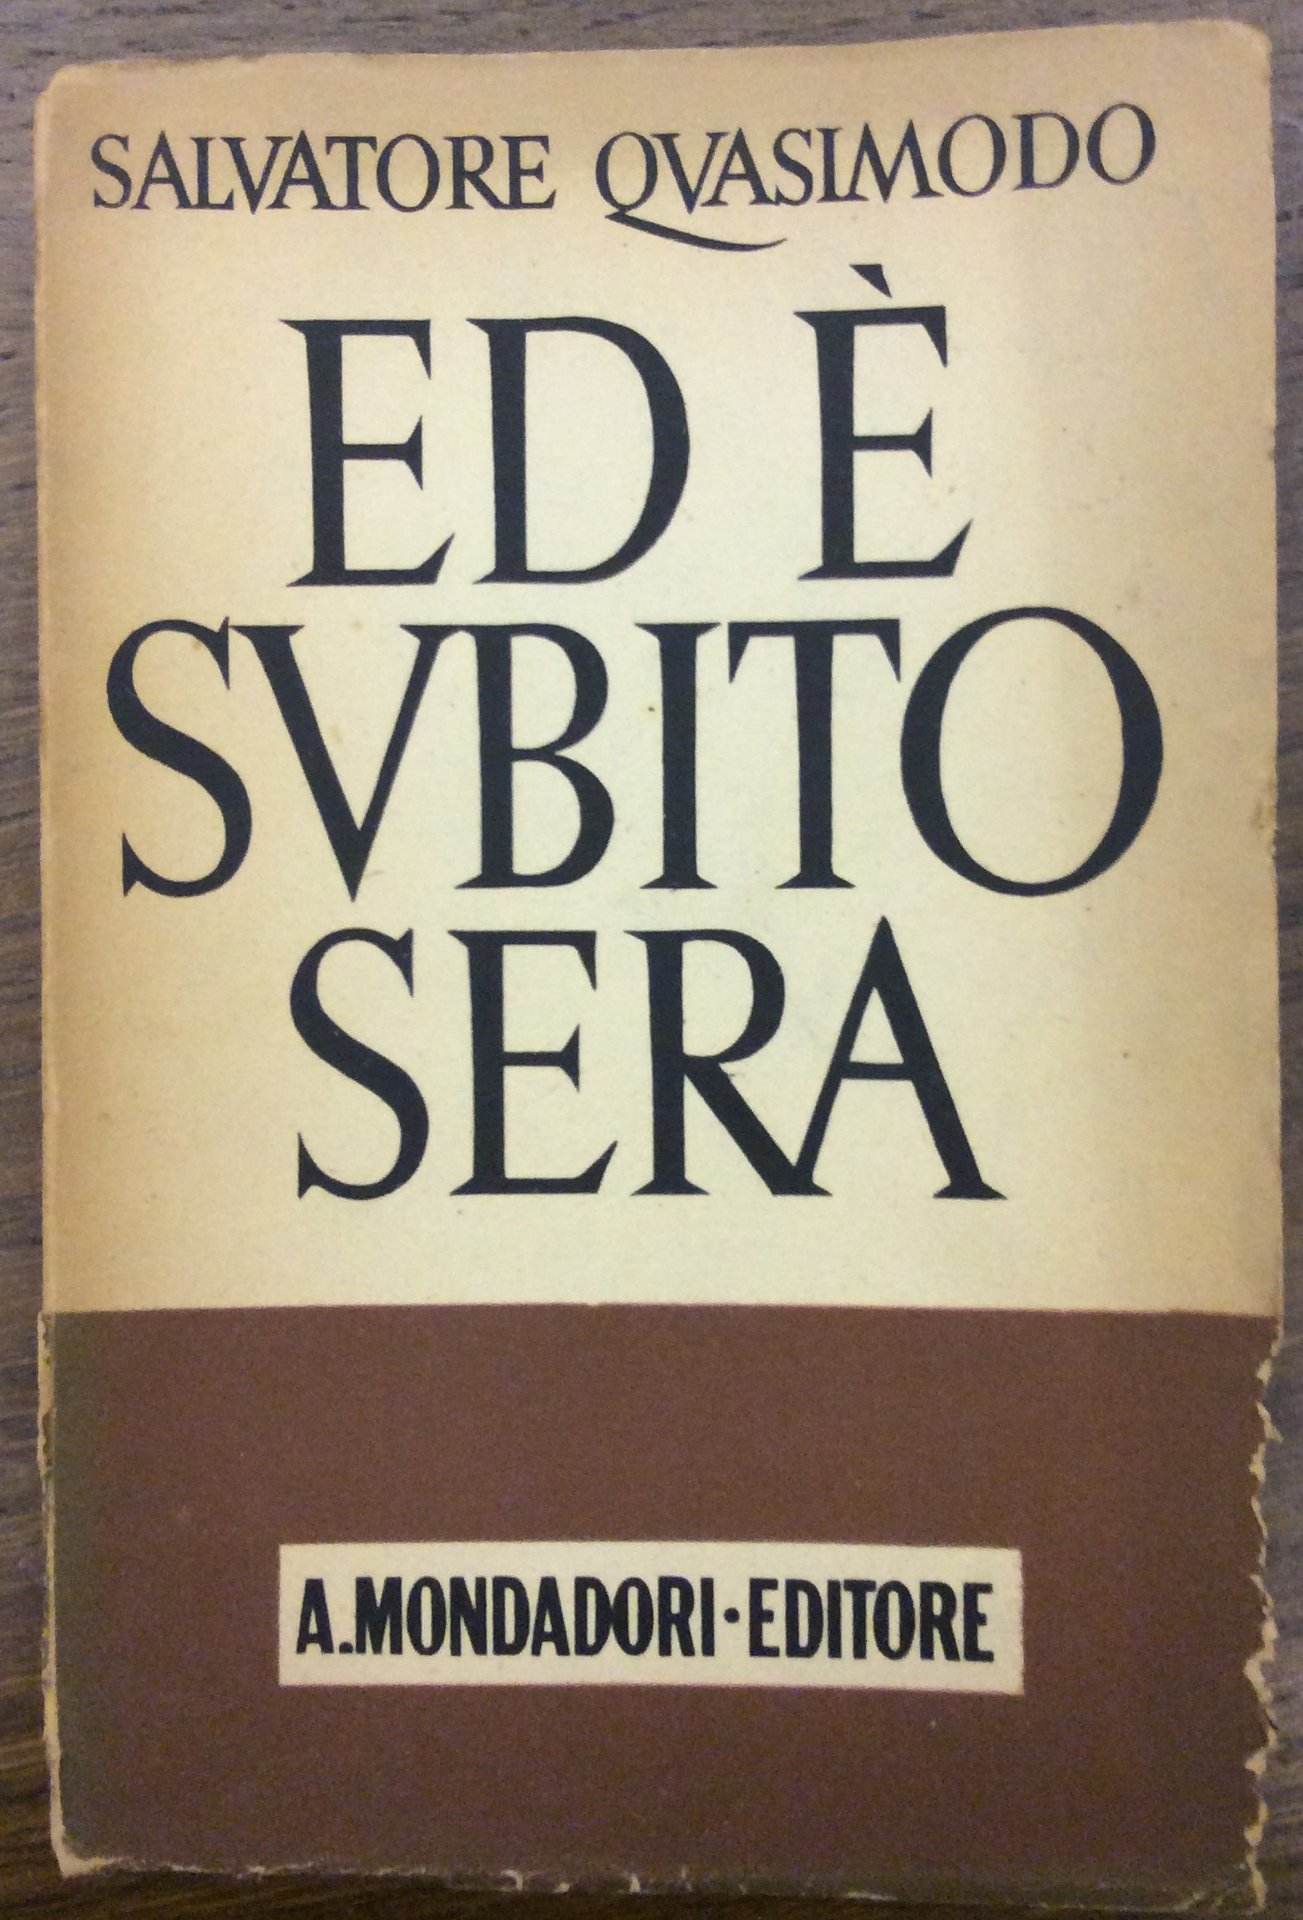 SALVATORE QVASIMODO
ED È
SVBITO
SERA
A. MONDADORI · EDITORE